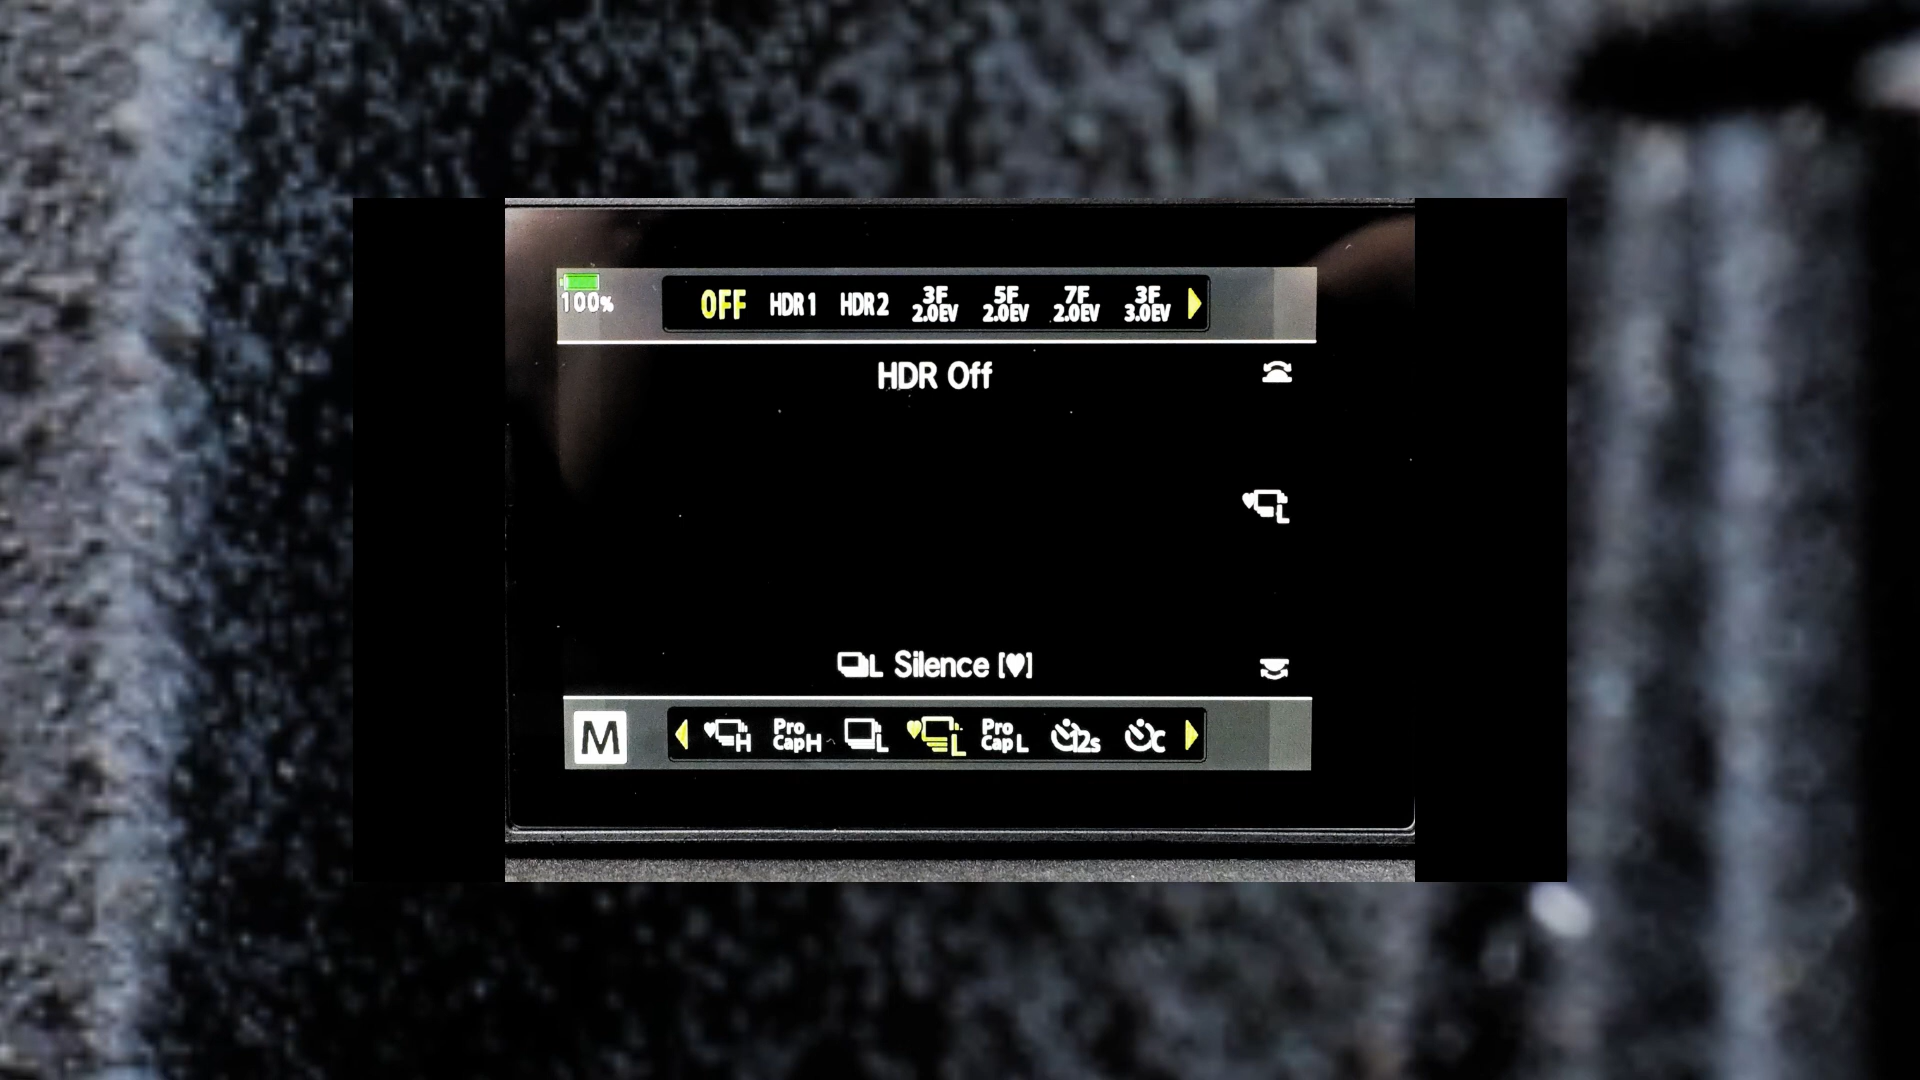 100%
OFF HDR1 HDR2 3F 2.0EV 5F 2.0EV 7F 2.0EV 3F 3.0EV
HDR Off
L
L Silence [♥]
M ♥H Pro Cap H L ♥L Pro Cap L 12s C